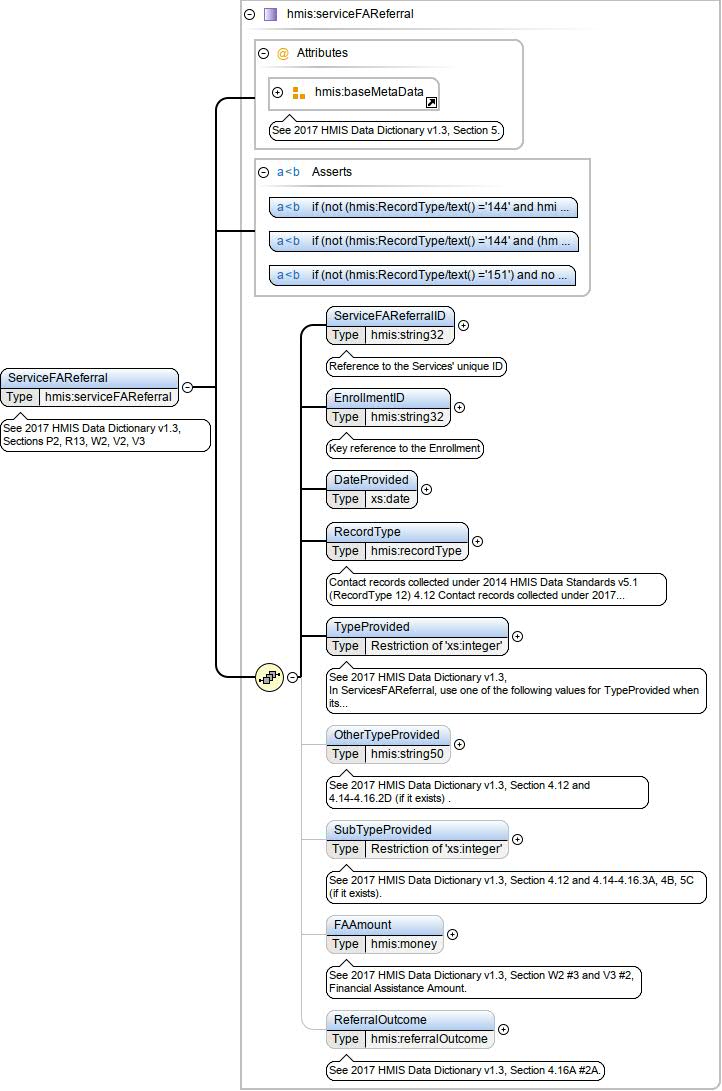 hmis:serviceFAReferral
@ Attributes
hmis:baseMetaData
See 2017 HMIS Data Dictionary v1.3, Section 5.
a<b Asserts
a<b if (not (hmis:RecordType/text() ='144' and hmi ...
a<b if (not (hmis:RecordType/text() ='144' and (hm ...
a<b if (not (hmis:RecordType/text() ='151') and no ...
ServiceFAReferral
Type hmis:serviceFAReferral
See 2017 HMIS Data Dictionary v1.3,
Sections P2, R13, W2, V2, V3
ServiceFAReferralID
Type hmis:string32
Reference to the Services' unique ID
EnrollmentID
Type hmis:string32
Key reference to the Enrollment
DateProvided
Type xs:date
RecordType
Type hmis:recordType
Contact records collected under 2014 HMIS Data Standards v5.1
(RecordType 12) 4.12 Contact records collected under 2017...
TypeProvided
Type Restriction of 'xs:integer'
See 2017 HMIS Data Dictionary v1.3,
In ServicesFAReferral, use one of the following values for TypeProvided when
its...
OtherTypeProvided
Type hmis:string50
See 2017 HMIS Data Dictionary v1.3, Section 4.12 and
4.14-4.16.2D (if it exists) .
SubTypeProvided
Type Restriction of 'xs:integer'
See 2017 HMIS Data Dictionary v1.3, Section 4.12 and 4.14-4.16.3A, 4B, 5C
(if it exists).
FAAmount
Type hmis:money
See 2017 HMIS Data Dictionary v1.3, Section W2 #3 and V3 #2,
Financial Assistance Amount.
ReferralOutcome
Type hmis:referralOutcome
See 2017 HMIS Data Dictionary v1.3, Section 4.16A #2A.